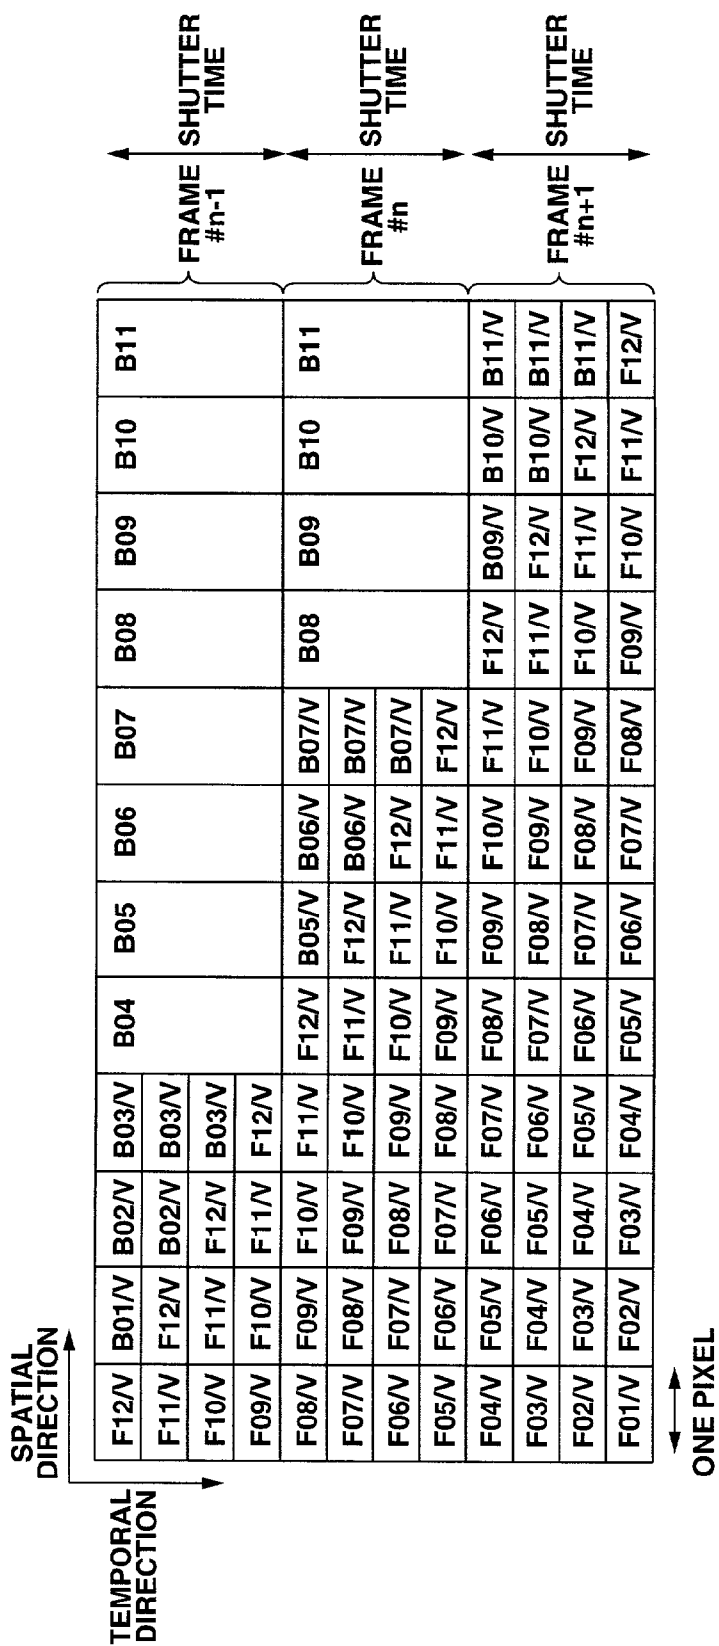 SPATIAL
DIRECTION
TEMPORAL
DIRECTION
F12/V B01/V B02/V B03/V B04 B05 B06 B07 B08 B09 B10 B11
F11/V F12/V B02/V B03/V
F10/V F11/V F12/V B03/V
F09/V F10/V F11/V F12/V
FRAME
#n-1
SHUTTER
TIME
F08/V F09/V F10/V F11/V F12/V B05/V B06/V B07/V B08 B09 B10 B11
F07/V F08/V F09/V F10/V F11/V F12/V B06/V B07/V
F06/V F07/V F08/V F09/V F10/V F11/V F12/V B07/V
F05/V F06/V F07/V F08/V F09/V F10/V F11/V F12/V
FRAME
#n
SHUTTER
TIME
F04/V F05/V F06/V F07/V F08/V F09/V F10/V F11/V F12/V B09/V B10/V B11/V
F03/V F04/V F05/V F06/V F07/V F08/V F09/V F10/V F11/V F12/V B10/V B11/V
F02/V F03/V F04/V F05/V F06/V F07/V F08/V F09/V F10/V F11/V F12/V B11/V
F01/V F02/V F03/V F04/V F05/V F06/V F07/V F08/V F09/V F10/V F11/V F12/V
FRAME
#n+1
SHUTTER
TIME
ONE PIXEL